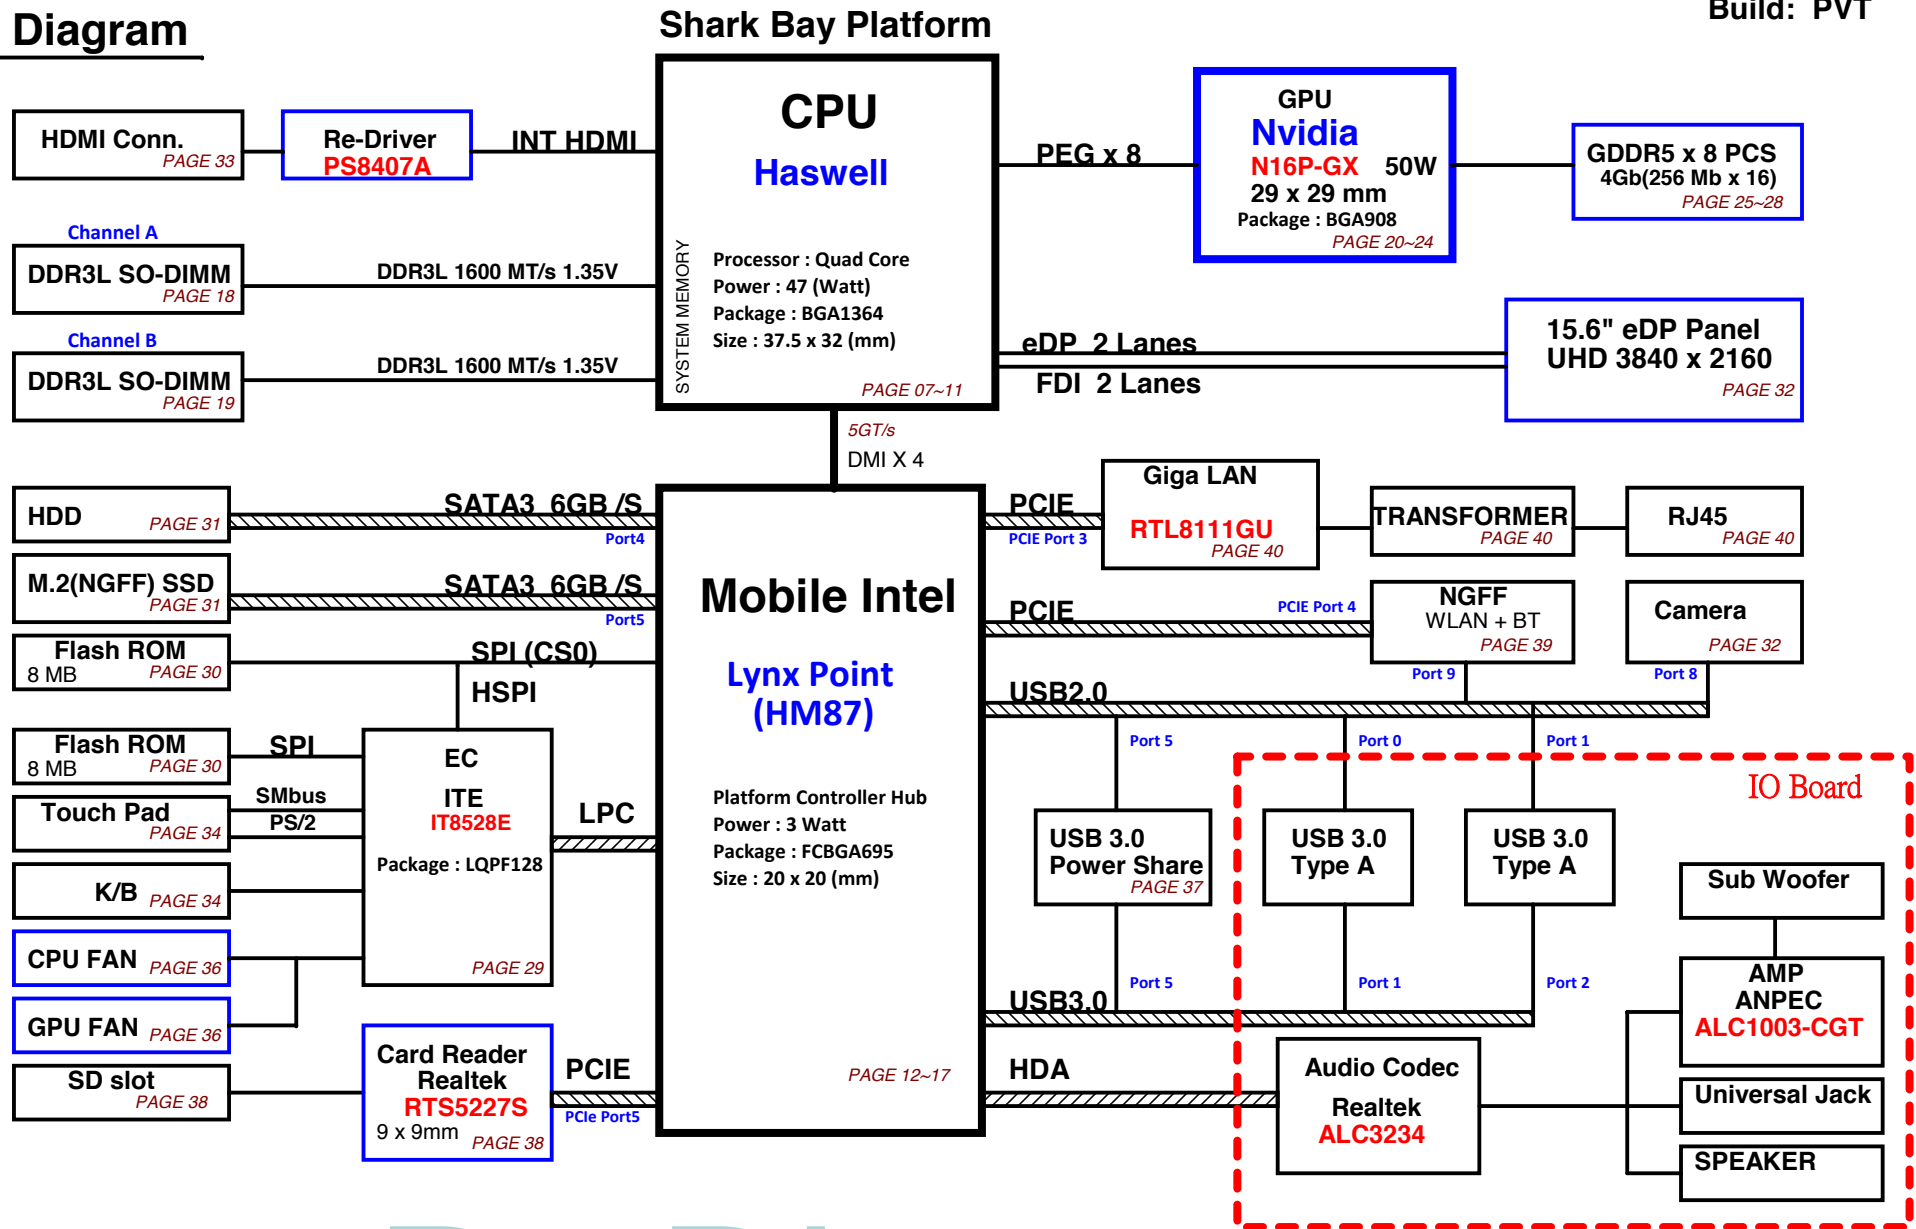 Diagram
Shark Bay Platform
Build: PVT
HDMI Conn.
PAGE 33
Re-Driver
PS8407A
INT HDMI
CPU
Haswell
Processor : Quad Core
Power : 47 (Watt)
Package : BGA1364
Size : 37.5 x 32 (mm)
SYSTEM MEMORY
PAGE 07~11
PEG x 8
GPU
Nvidia
N16P-GX 50W
29 x 29 mm
Package : BGA908
PAGE 20~24
GDDR5 x 8 PCS
4Gb(256 Mb x 16)
PAGE 25~28
Channel A
DDR3L SO-DIMM
PAGE 18
DDR3L 1600 MT/s 1.35V
Channel B
DDR3L SO-DIMM
PAGE 19
DDR3L 1600 MT/s 1.35V
eDP 2 Lanes
FDI 2 Lanes
15.6" eDP Panel
UHD 3840 x 2160
PAGE 32
5GT/s
DMI X 4
HDD
PAGE 31
SATA3 6GB /S
Port4
M.2(NGFF) SSD
PAGE 31
SATA3 6GB /S
Port5
Flash ROM
8 MB PAGE 30
SPI (CS0)
HSPI
Flash ROM
8 MB PAGE 30
SPI
Touch Pad
PAGE 34
SMbus
PS/2
K/B PAGE 34
CPU FAN PAGE 36
GPU FAN PAGE 36
SD slot
PAGE 38
EC
ITE
IT8528E
Package : LQPF128
PAGE 29
LPC
Card Reader
Realtek
RTS5227S
9 x 9mm PAGE 38
PCIE
PCIe Port5
Mobile Intel
Lynx Point
(HM87)
Platform Controller Hub
Power : 3 Watt
Package : FCBGA695
Size : 20 x 20 (mm)
PAGE 12~17
PCIE
PCIE Port 3
Giga LAN
RTL8111GU
PAGE 40
TRANSFORMER
PAGE 40
RJ45
PAGE 40
PCIE
PCIE Port 4
NGFF
WLAN + BT
PAGE 39
Camera
PAGE 32
Port 9
Port 8
USB2.0
Port 5
Port 0
Port 1
IO Board
USB 3.0
Power Share
PAGE 37
USB 3.0
Type A
USB 3.0
Type A
Port 5
Port 1
Port 2
USB3.0
HDA
Audio Codec
Realtek
ALC3234
Sub Woofer
AMP
ANPEC
ALC1003-CGT
Universal Jack
SPEAKER